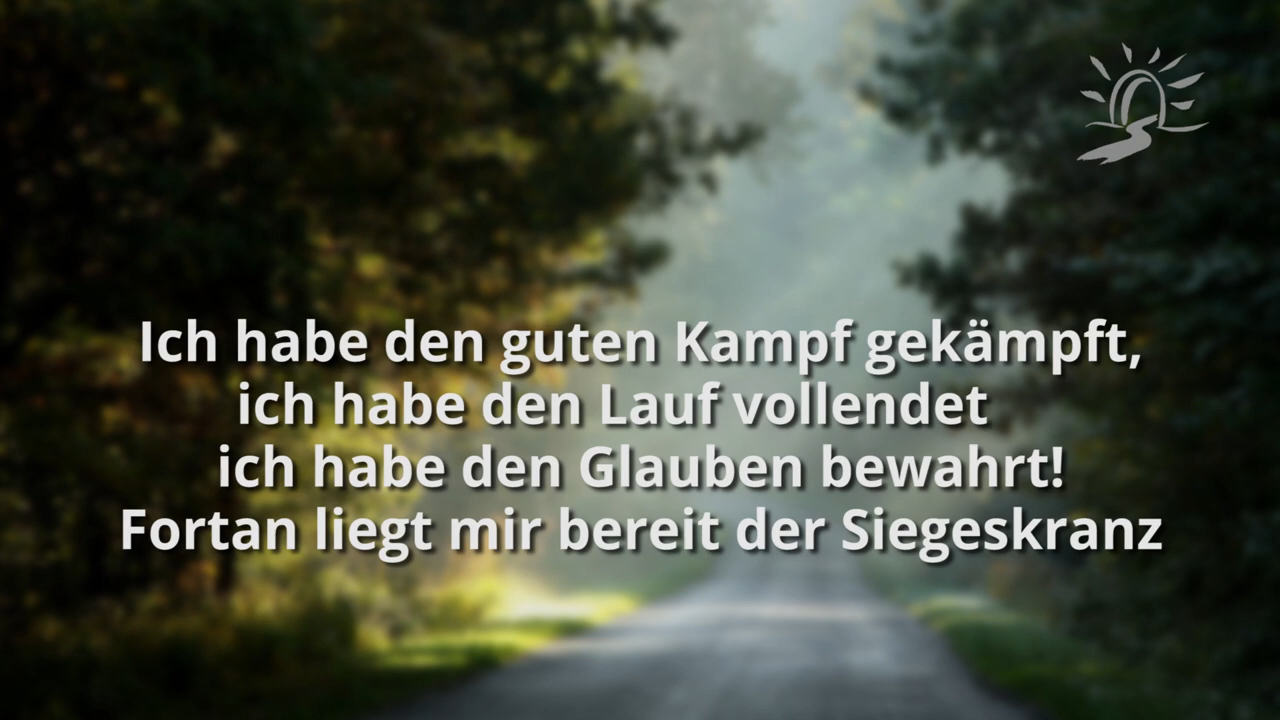 Ich habe den guten Kampf gekämpft,
ich habe den Lauf vollendet
ich habe den Glauben bewahrt!
Fortan liegt mir bereit der Siegeskranz